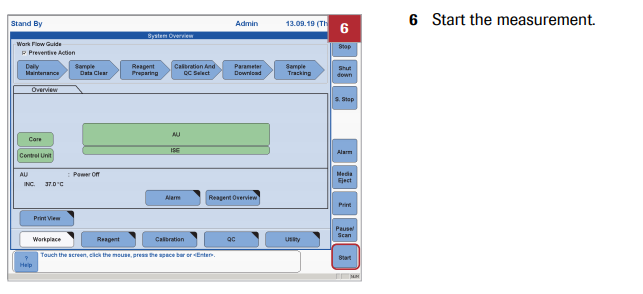 Stand By
Admin
13.09.19 (Th
6
System Overview
Work Flow Guide
Preventive Action
Stop
Daily
Maintenance
Sample
Data Clear
Reagent
Preparing
Calibration And
QC Select
Parameter
Download
Sample
Tracking
Shut
down
Overview
S. Stop
AU
Core
ISE
Control Unit
Alarm
AU : Power Off
INC. 37.0 °C
Media
Eject
Alarm
Reagent Overview
Print
Print View
Pause/
Scan
Workplace
Reagent
Calibration
QC
Utility
?
Help
Touch the screen, click the mouse, press the space bar or <Enter>.
Start
6 Start the measurement.